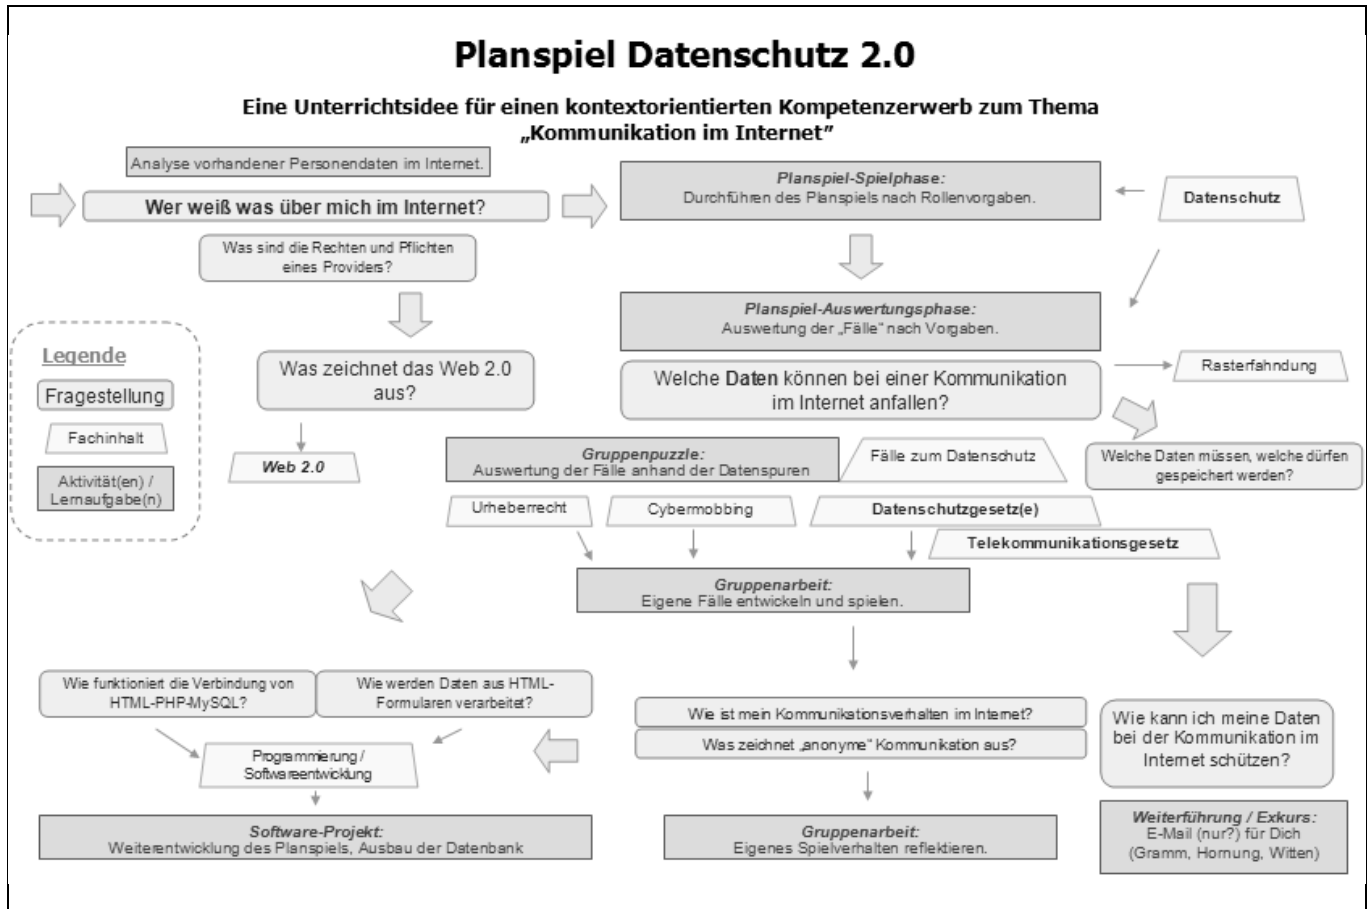 Planspiel Datenschutz 2.0
Eine Unterrichtsidee für einen kontextorientierten Kompetenzerwerb zum Thema
„Kommunikation im Internet”
Analyse vorhandener Personendaten im Internet.
Wer weiß was über mich im Internet?
Was sind die Rechten und Pflichten
eines Providers?
Planspiel-Spielphase:
Durchführen des Planspiels nach Rollenvorgaben.
Datenschutz
Planspiel-Auswertungsphase:
Auswertung der „Fälle“ nach Vorgaben.
Legende
Fragestellung
Fachinhalt
Aktivität(en) /
Lernaufgabe(n)
Was zeichnet das Web 2.0
aus?
Web 2.0
Welche Daten können bei einer Kommunikation
im Internet anfallen?
Rasterfahndung
Gruppenpuzzle:
Auswertung der Fälle anhand der Datenspuren
Fälle zum Datenschutz
Welche Daten müssen, welche dürfen
gespeichert werden?
Urheberrecht
Cybermobbing
Datenschutzgesetz(e)
Telekommunikationsgesetz
Gruppenarbeit:
Eigene Fälle entwickeln und spielen.
Wie funktioniert die Verbindung von
HTML-PHP-MySQL?
Wie werden Daten aus HTML-
Formularen verarbeitet?
Programmierung /
Softwareentwicklung
Software-Projekt:
Weiterentwicklung des Planspiels, Ausbau der Datenbank
Wie ist mein Kommunikationsverhalten im Internet?
Was zeichnet „anonyme“ Kommunikation aus?
Gruppenarbeit:
Eigenes Spielverhalten reflektieren.
Wie kann ich meine Daten
bei der Kommunikation im
Internet schützen?
Weiterführung / Exkurs:
E-Mail (nur?) für Dich
(Gramm, Hornung, Witten)